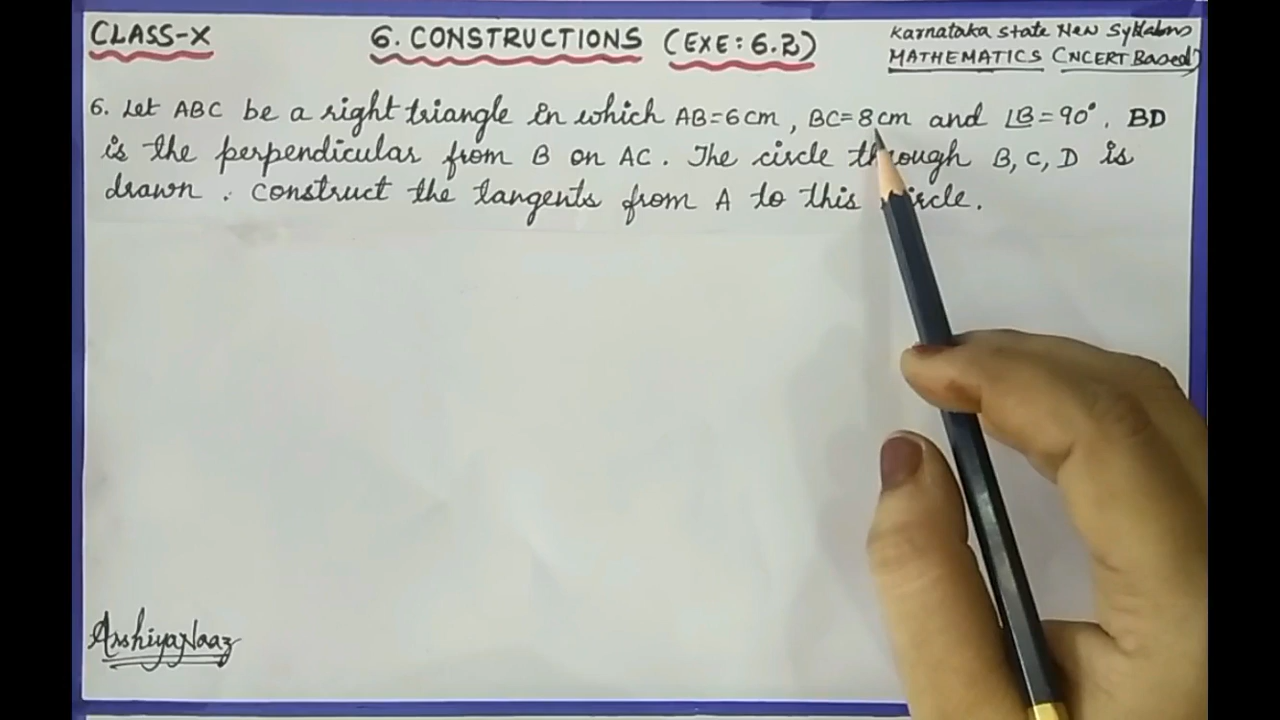 CLASS-X
6. CONSTRUCTIONS (EXE: 6.2)
Karnataka State New Syllabus
MATHEMATICS (NCERT Based)
6. Let ABC be a right triangle in which AB=6cm, BC=8cm and ∠B=90°. BD
is the perpendicular from B on AC. The circle through B, C, D is
drawn. Construct the tangents from A to this circle.
ArshiyaNaaz